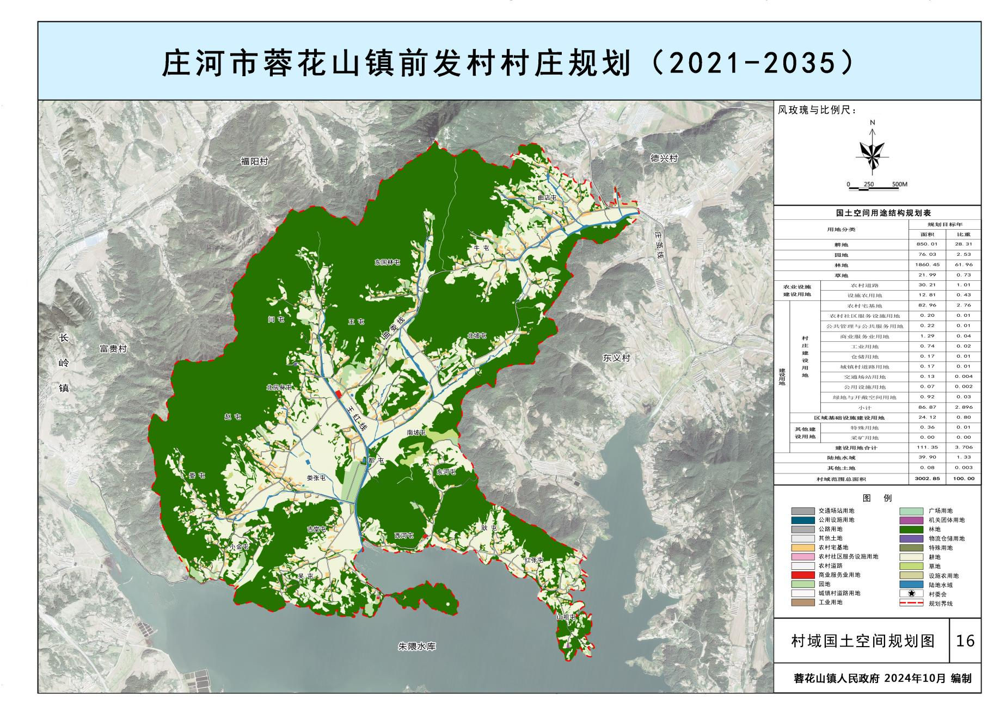 庄河市蓉花山镇前发村村庄规划（2021-2035）
福阳村
德兴村
曲店屯
庄茧线
牛屯
东国林屯
闫屯
王屯
曲娄线
北坡屯
长岭镇
富贵村
东义村
北房身屯
王红线
赵屯
南坡屯
都屯
东河屯
娄屯
娄张屯
吉堂屯
西河屯
耿屯
小金屯
红张屯
吴屯
山咀屯
朱隈水库
风玫瑰与比例尺：
N
0 250 500M
国土空间用途结构规划表
用地分类 规划目标年
面积 比重
耕地 850.01 28.31
园地 76.03 2.53
林地 1860.45 61.96
草地 21.99 0.73
农业设施建设用地 农村道路 30.21 1.01
设施农用地 12.81 0.43
建设用地 村庄建设用地 农村宅基地 82.96 2.76
农村社区服务设施用地 0.20 0.01
公共管理与公共服务用地 0.22 0.01
商业服务业用地 1.29 0.04
工业用地 0.74 0.02
仓储用地 0.17 0.01
城镇村道路用地 0.17 0.01
交通场站用地 0.13 0.004
公用设施用地 0.07 0.002
绿地与开敞空间用地 0.92 0.03
小计 86.87 2.896
区域基础设施建设用地 24.12 0.80
其他建设用地 特殊用地 0.36 0.01
采矿用地 0.00 0.00
建设用地合计 111.35 3.706
陆地水域 39.90 1.33
其他土地 0.08 0.003
村域范围总面积 3002.85 100.00
图 例
交通场站用地
公用设施用地
公路用地
其他土地
农村宅基地
农村社区服务设施用地
农村道路
商业服务业用地
园地
城镇村道路用地
工业用地
广场用地
机关团体用地
林地
物流仓储用地
特殊用地
耕地
草地
设施农用地
陆地水域
村委会
规划界线
村域国土空间规划图 16
蓉花山镇人民政府 2024年10月 编制